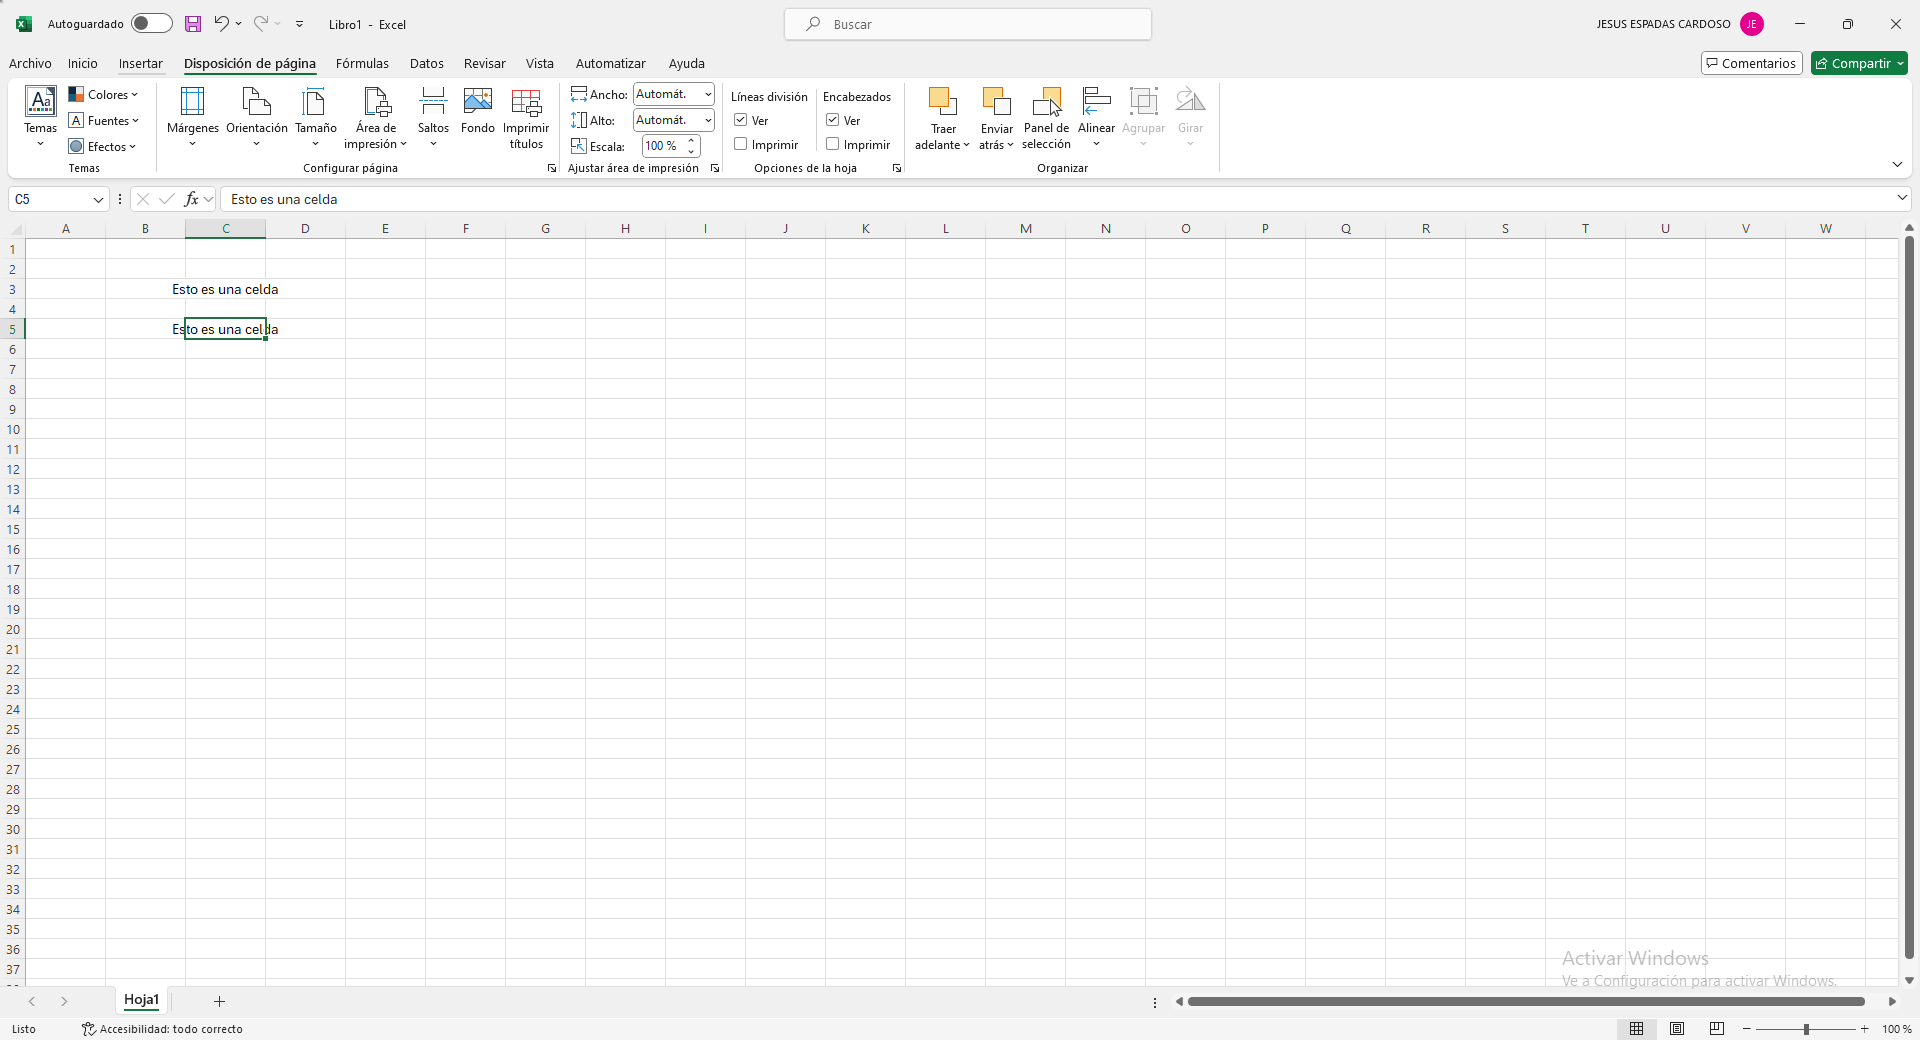 Autoguardado
Libro1 - Excel
Buscar
JESUS ESPADAS CARDOSO
JE
Archivo
Inicio
Insertar
Disposición de página
Fórmulas
Datos
Revisar
Vista
Automatizar
Ayuda
Comentarios
Compartir
Aa
Temas
Colores
A Fuentes
Efectos
Temas
Márgenes
Orientación
Tamaño
Área de
impresión
Saltos
Fondo
Imprimir
títulos
Configurar página
Ancho: Automát.
Alto: Automát.
Escala: 100 %
Ajustar área de impresión
Líneas división
Ver
Imprimir
Encabezados
Ver
Imprimir
Opciones de la hoja
Traer
adelante
Enviar
atrás
Panel de
selección
Alinear
Agrupar
Girar
Organizar
C5
fx
Esto es una celda
A B C D E F G H I J K L M N O P Q R S T U V W
1
2
3 Esto es una celda
4
5 Esto es una celda
6
7
8
9
10
11
12
13
14
15
16
17
18
19
20
21
22
23
24
25
26
27
28
29
30
31
32
33
34
35
36
37
Activar Windows
Ve a Configuración para activar Windows.
Hoja1
Listo
Accesibilidad: todo correcto
100 %